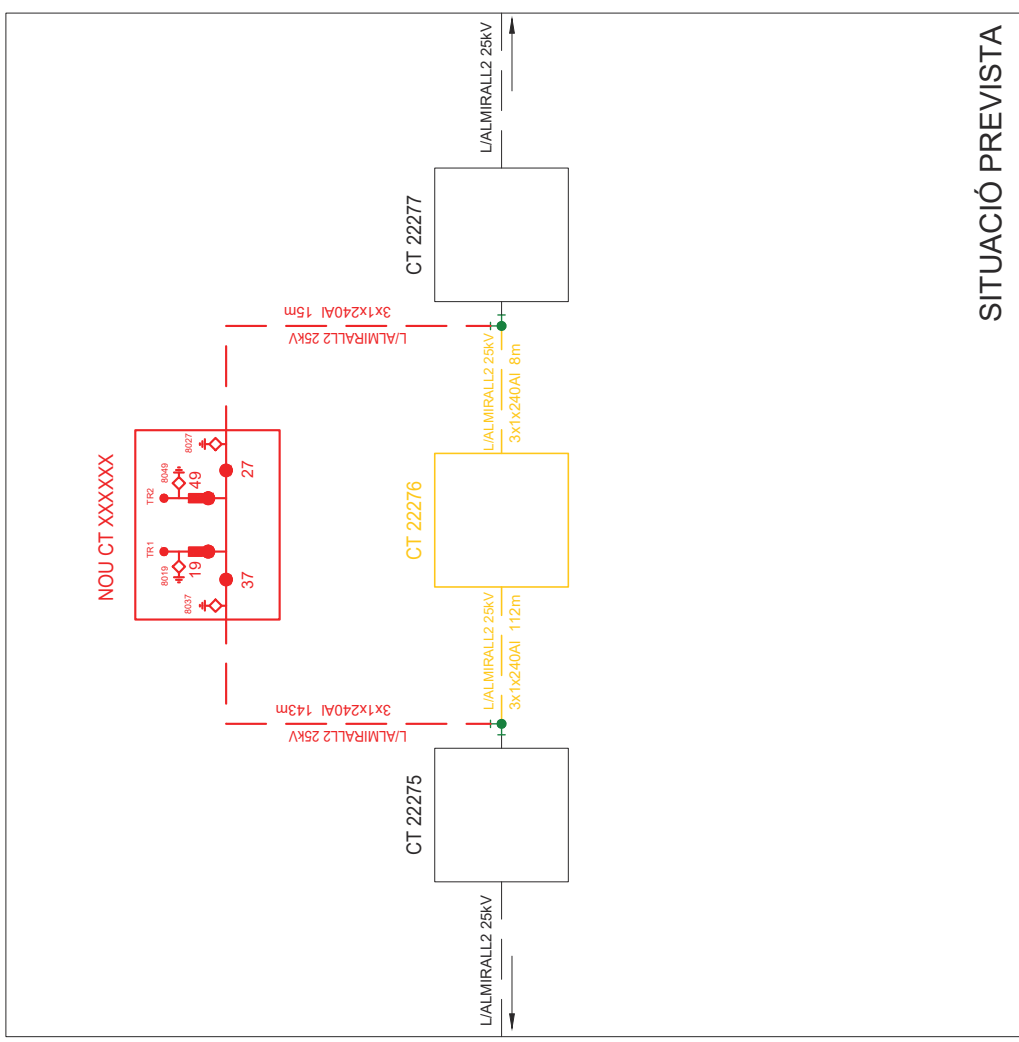 NOU CT XXXXXX
TR1
TR2
8037
8019
8049
8027
19
49
37
27
3x1x240Al 143m
L/ALMIRALL2 25kV
3x1x240Al 15m
L/ALMIRALL2 25kV
CT 22275
CT 22276
CT 22277
L/ALMIRALL2 25kV
L/ALMIRALL2 25kV
3x1x240Al 112m
L/ALMIRALL2 25kV
3x1x240Al 8m
L/ALMIRALL2 25kV
SITUACIÓ PREVISTA